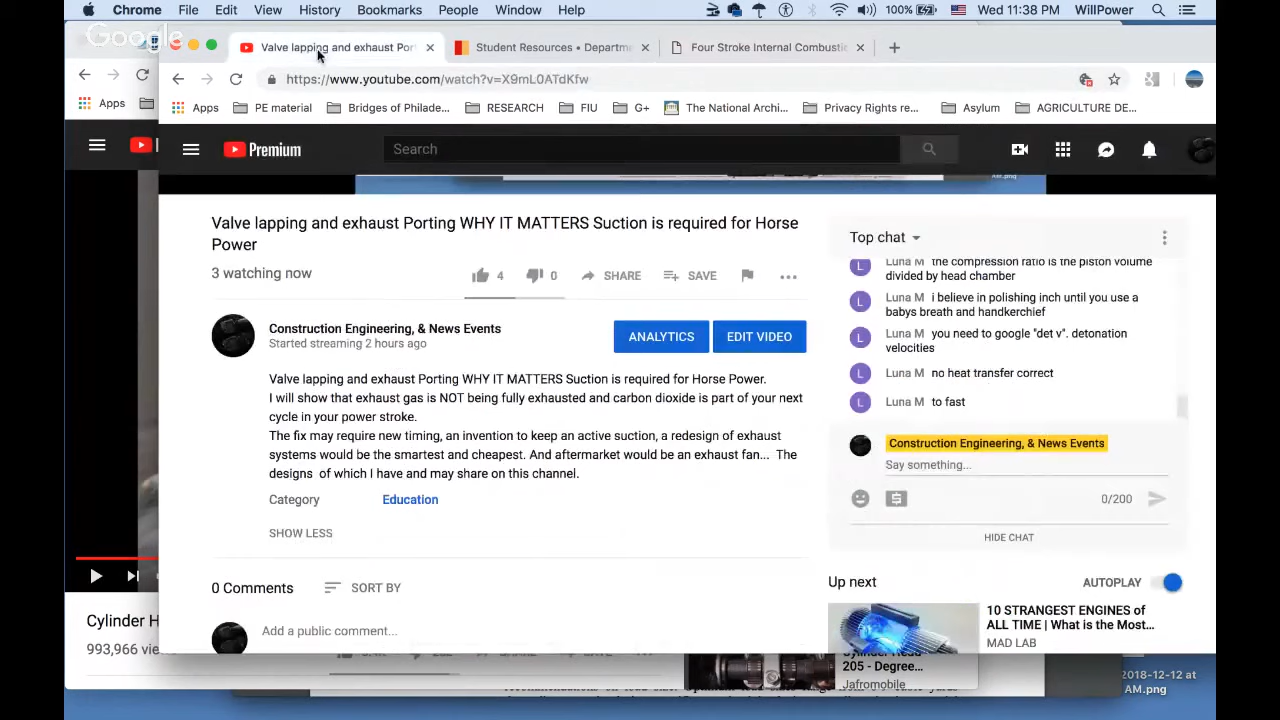 Chrome File Edit View History Bookmarks People Window Help 100% Wed 11:38 PM WillPower
Google
Valve lapping and exhaust Port
Student Resources • Departme
Four Stroke Internal Combustic
https://www.youtube.com/watch?v=X9mL0ATdKfw
Apps
Apps PE material Bridges of Philade... RESEARCH FIU G+ The National Archi... Privacy Rights re... Asylum AGRICULTURE DE...
Premium
Search
AM.png
Valve lapping and exhaust Porting WHY IT MATTERS Suction is required for Horse
Power
3 watching now
4 0 SHARE SAVE
Construction Engineering, & News Events
Started streaming 2 hours ago
ANALYTICS EDIT VIDEO
Valve lapping and exhaust Porting WHY IT MATTERS Suction is required for Horse Power.
I will show that exhaust gas is NOT being fully exhausted and carbon dioxide is part of your next
cycle in your power stroke.
The fix may require new timing, an invention to keep an active suction, a redesign of exhaust
systems would be the smartest and cheapest. And aftermarket would be an exhaust fan... The
designs of which I have and may share on this channel.
Category Education
SHOW LESS
0 Comments SORT BY
Add a public comment...
Top chat
L Luna M the compression ratio is the piston volume
divided by head chamber
L Luna M i believe in polishing inch until you use a
babys breath and handkerchief
L Luna M you need to google "det v". detonation
velocities
L Luna M no heat transfer correct
L Luna M to fast
Construction Engineering, & News Events
Say something...
0/200
HIDE CHAT
Up next AUTOPLAY
10 STRANGEST ENGINES of
ALL TIME | What is the Most...
MAD LAB
Cylinder H
993,966 vie
Cylinder Head
205 - Degree...
Jafromobile
2018-12-12 at
AM.png